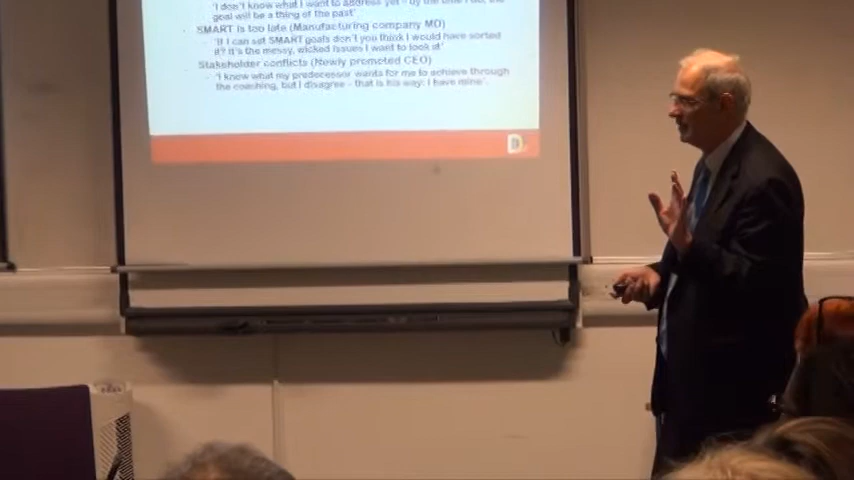 'I don't know what I want to address yet - by the time I do, the
goal will be a thing of the past'
SMART is too late (Manufacturing company MD)
'If I can set SMART goals don't you think I would have sorted
it? It's the messy, wicked issues I want to look at'
Stakeholder conflicts (Newly promoted CEO)
'I know what my predecessor wants for me to achieve through
the coaching, but I disagree - that is his way: I have mine'.
D